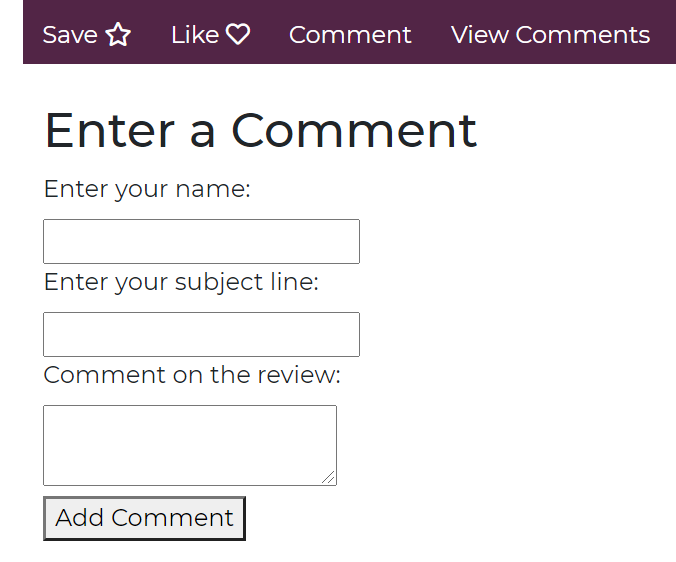 Save Like Comment View Comments
Enter a Comment
Enter your name:
Enter your subject line:
Comment on the review:
Add Comment